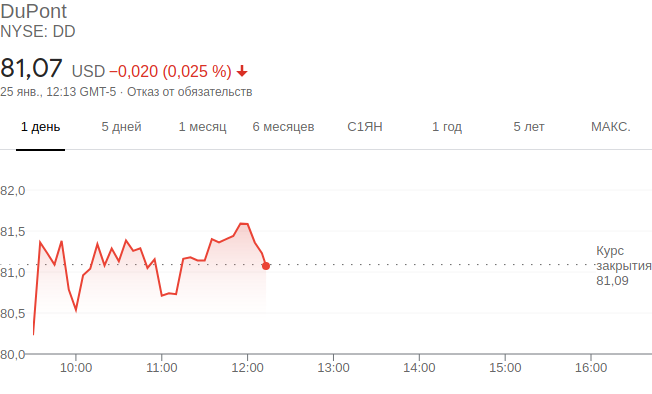 DuPont
NYSE: DD
81,07 USD −0,020 (0,025 %)
25 янв., 12:13 GMT-5 · Отказ от обязательств
1 день 5 дней 1 месяц 6 месяцев С1ЯН 1 год 5 лет МАКС.
82,0
81,5
81,0
80,5
80,0
Курс
закрытия
81,09
10:00 11:00 12:00 13:00 14:00 15:00 16:00